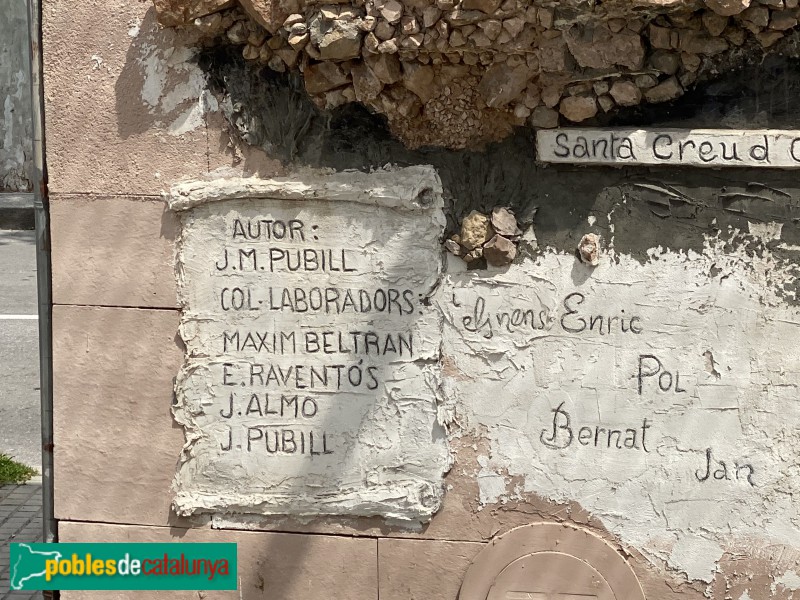 Santa Creu d
AUTOR:
J.M.PUBILL
COL·LABORADORS:
MAXIM BELTRAN
E.RAVENTÓS
J.ALMO
J.PUBILL
els nens Enric
Pol
Bernat
Jan
poblesdecatalunya